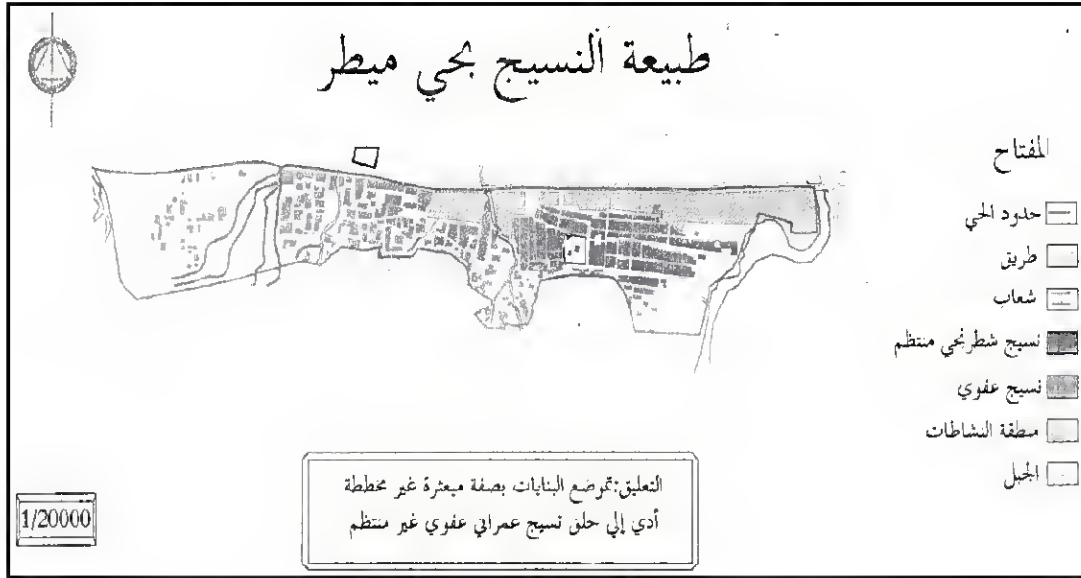 طبيعة النسيج بحي ميطر
المفتاح
حدود الحي
طريق
شعاب
نسيج شطرنجي منتظم
نسيج عفوي
منطقة النشاطات
الجبل
التعليق:تموضع البنايات بصفة مبعثرة غير مخططة
أدي إلى خلق نسيج عمراني عفوي غير منتظم
1/20000